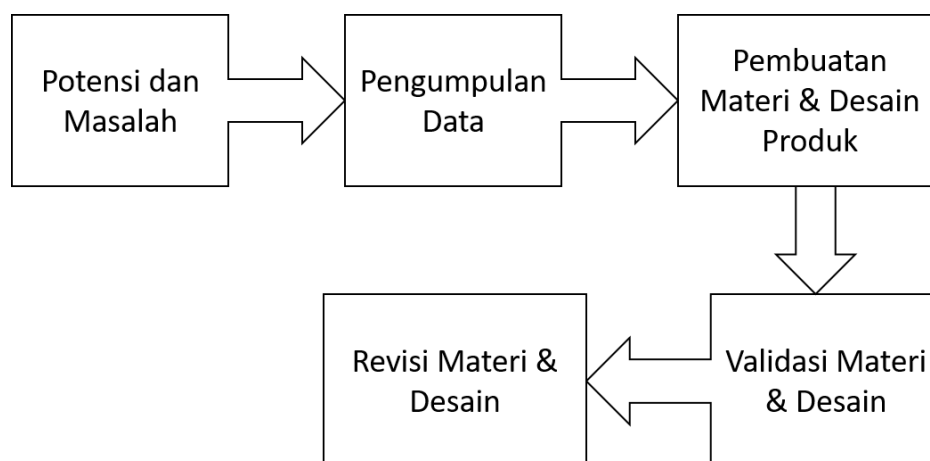 Potensi dan
Masalah
Pengumpulan
Data
Pembuatan
Materi & Desain
Produk
Validasi Materi
& Desain
Revisi Materi &
Desain